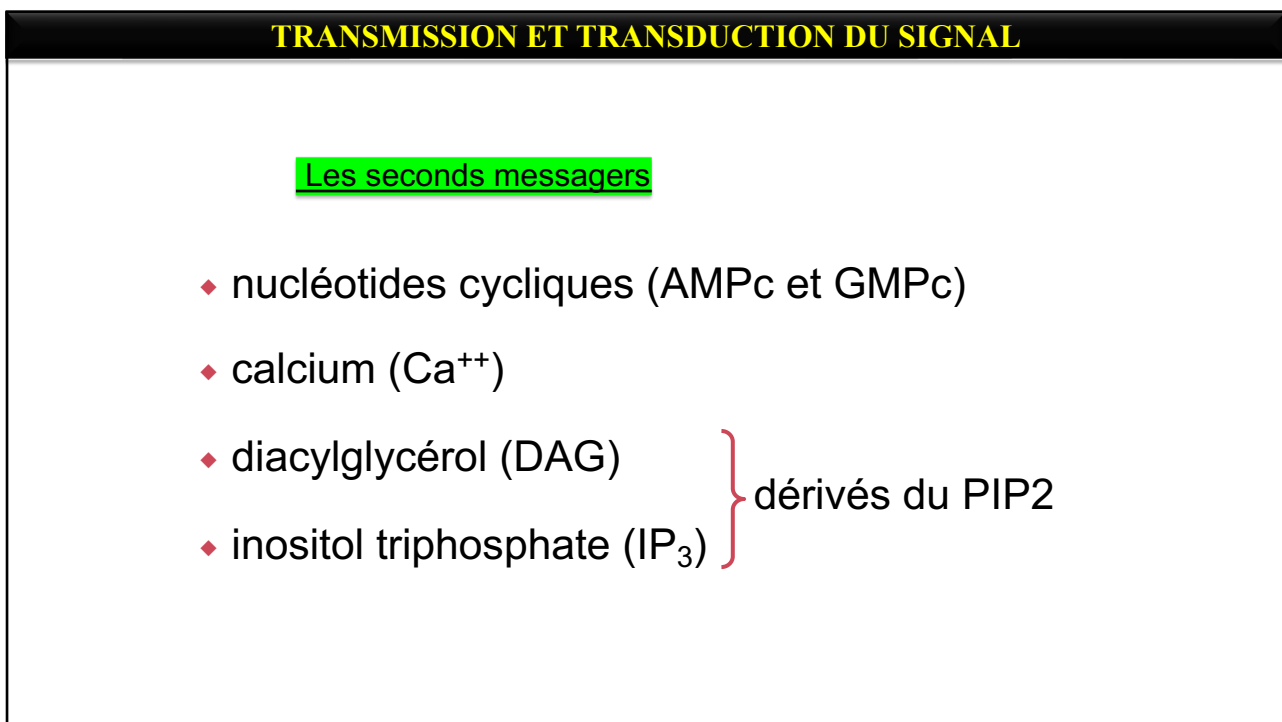 TRANSMISSION ET TRANSDUCTION DU SIGNAL
Les seconds messagers
nucléotides cycliques (AMPc et GMPc)
calcium (Ca⁺⁺)
diacylglycérol (DAG)
dérivés du PIP2
inositol triphosphate (IP₃)